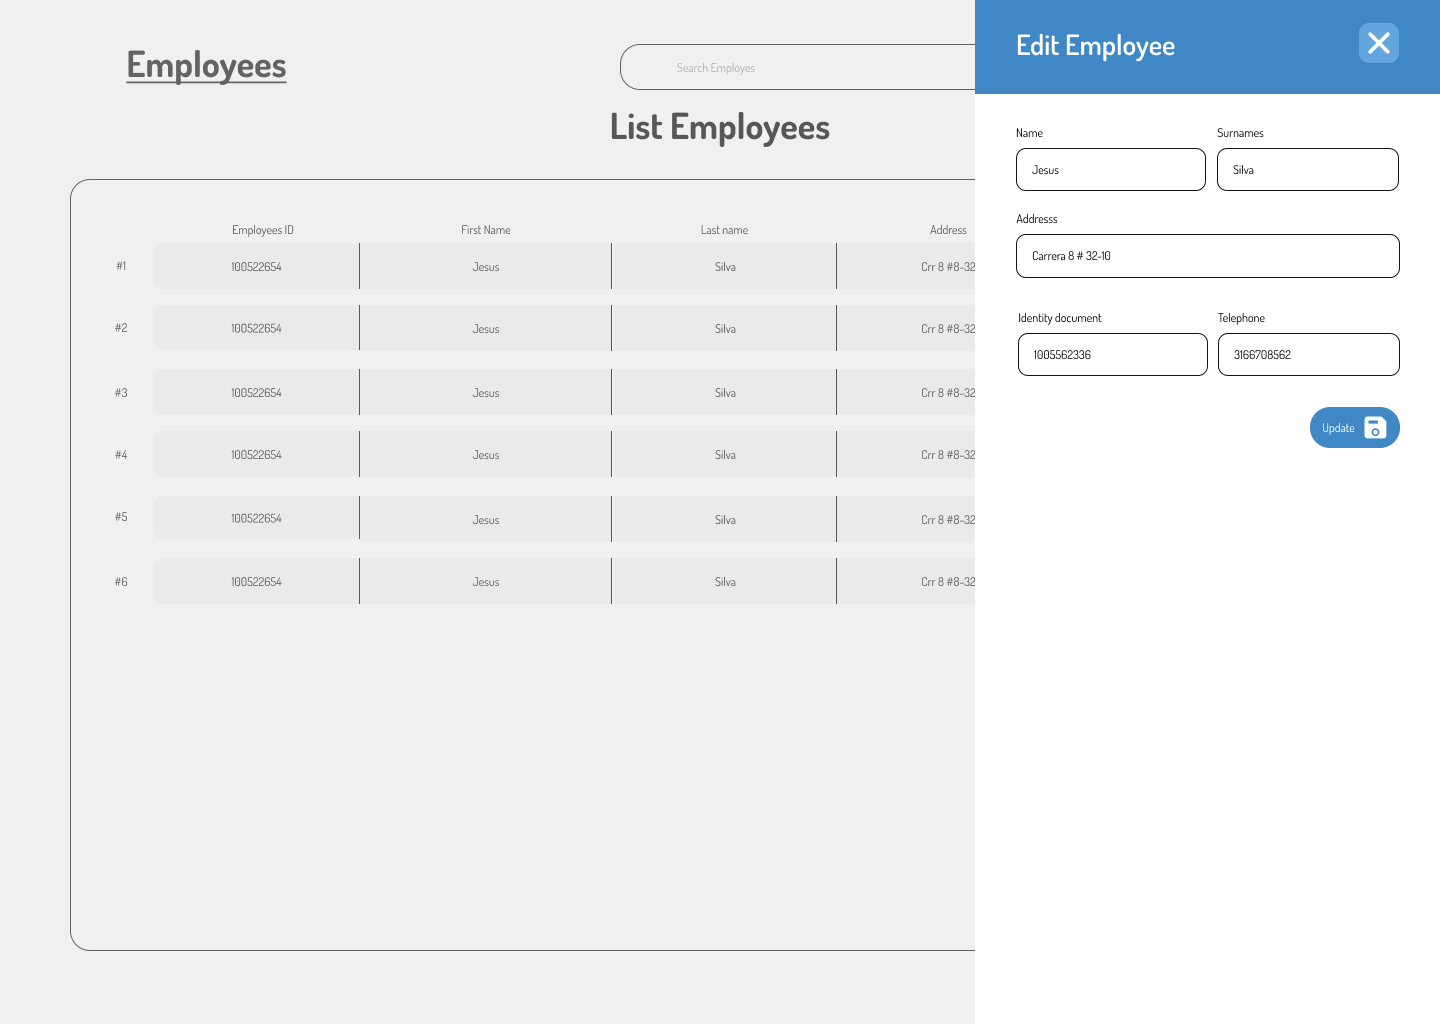 Employees
Search Employes
List Employees
Employees ID First Name Last name Address
#1 100522654 Jesus Silva Crr 8 #8-32
#2 100522654 Jesus Silva Crr 8 #8-32
#3 100522654 Jesus Silva Crr 8 #8-32
#4 100522654 Jesus Silva Crr 8 #8-32
#5 100522654 Jesus Silva Crr 8 #8-32
#6 100522654 Jesus Silva Crr 8 #8-32
Edit Employee
Name Surnames
Jesus Silva
Addresss
Carrera 8 # 32-10
Identity document Telephone
1005562336 3166708562
Update